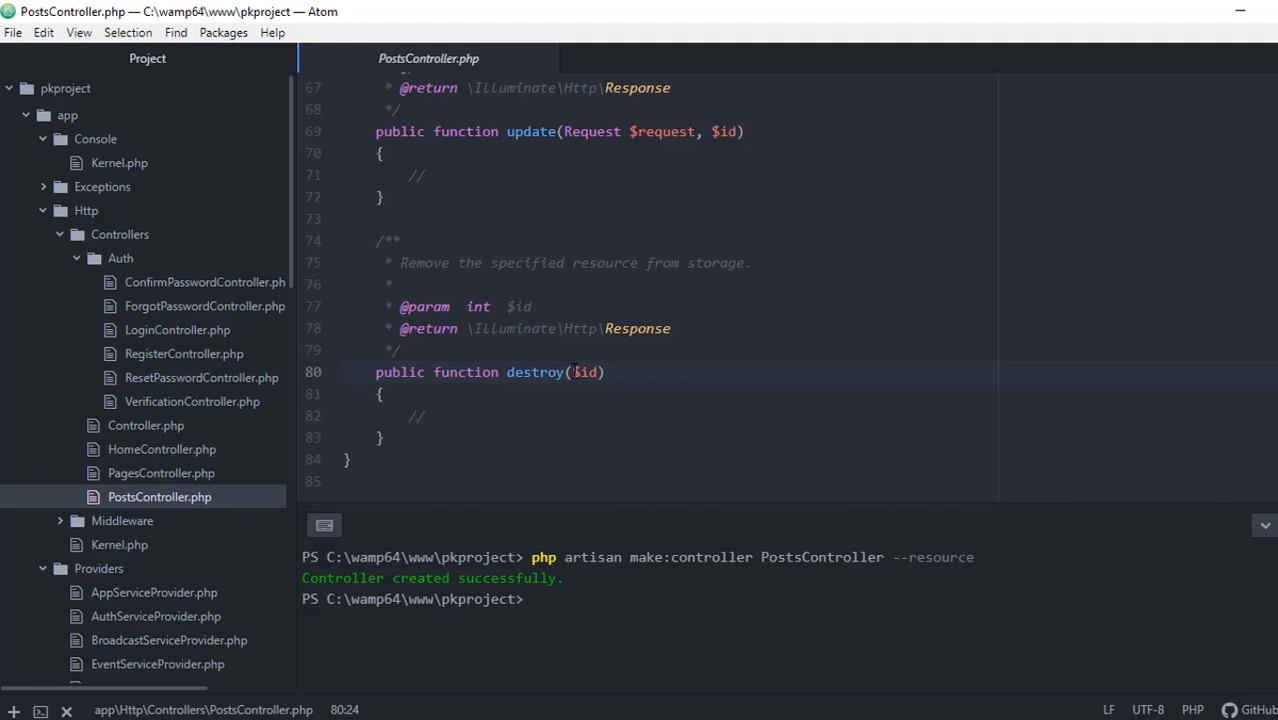 PostsController.php — C:\wamp64\www\pkproject — Atom
File Edit View Selection Find Packages Help
Project
pkproject
app
Console
Kernel.php
Exceptions
Http
Controllers
Auth
ConfirmPasswordController.ph
ForgotPasswordController.php
LoginController.php
RegisterController.php
ResetPasswordController.php
VerificationController.php
Controller.php
HomeController.php
PagesController.php
PostsController.php
Middleware
Kernel.php
Providers
AppServiceProvider.php
AuthServiceProvider.php
BroadcastServiceProvider.php
EventServiceProvider.php
PostsController.php
67 * @return \Illuminate\Http\Response
68 */
69 public function update(Request $request, $id)
70 {
71 //
72 }
73
74 /**
75 * Remove the specified resource from storage.
76 *
77 * @param  int  $id
78 * @return \Illuminate\Http\Response
79 */
80 public function destroy($id)
81 {
82 //
83 }
84 }
85
PS C:\wamp64\www\pkproject> php artisan make:controller PostsController --resource
Controller created successfully.
PS C:\wamp64\www\pkproject>
app\Http\Controllers\PostsController.php 80:24 LF UTF-8 PHP GitHub